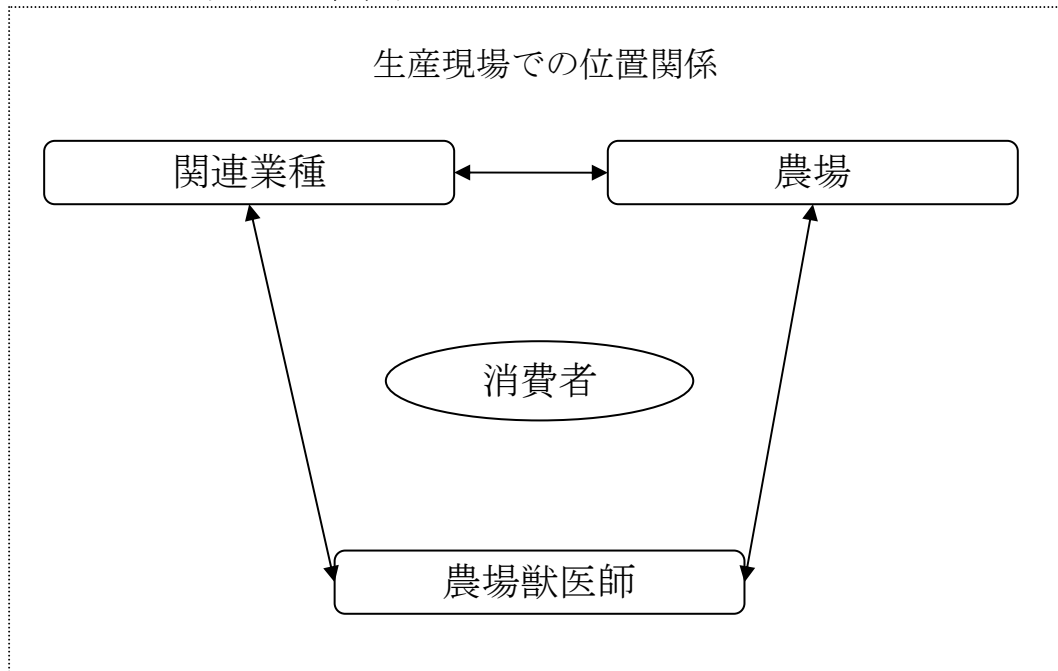 生産現場での位置関係
関連業種
農場
消費者
農場獣医師